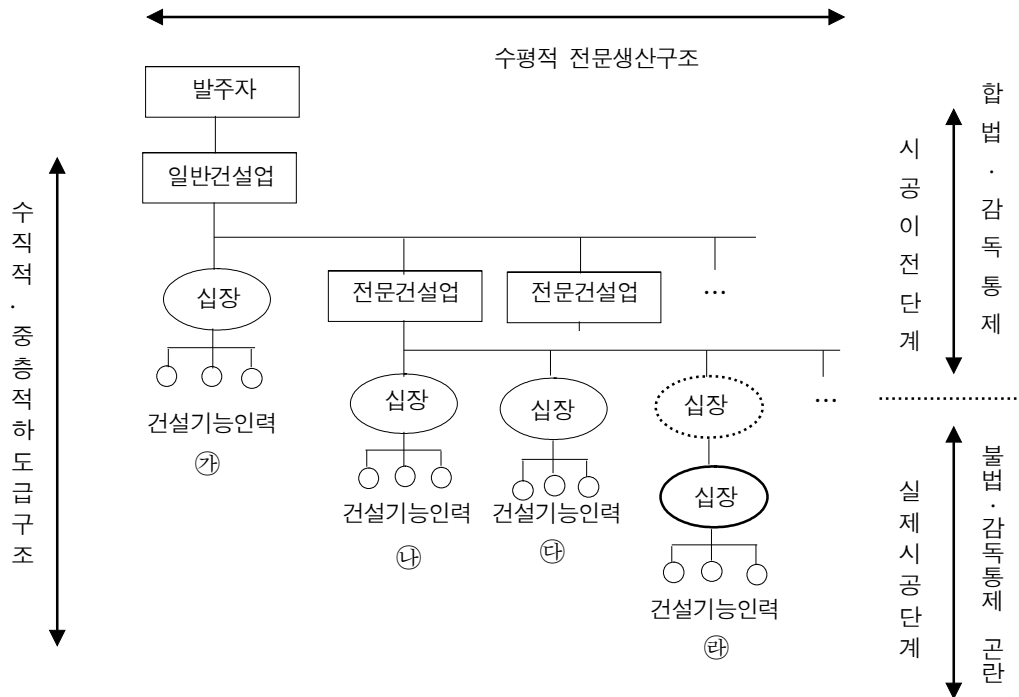 수평적 전문생산구조
발주자
일반건설업
십장
전문건설업
전문건설업
…
건설기능인력
㉮
십장
십장
십장
…
건설기능인력
㉯
건설기능인력
㉰
십장
건설기능인력
㉱
수직적·중층적하도급구조
시공이전단계
합법·감독통제
실제시공단계
불법·감독통제 곤란